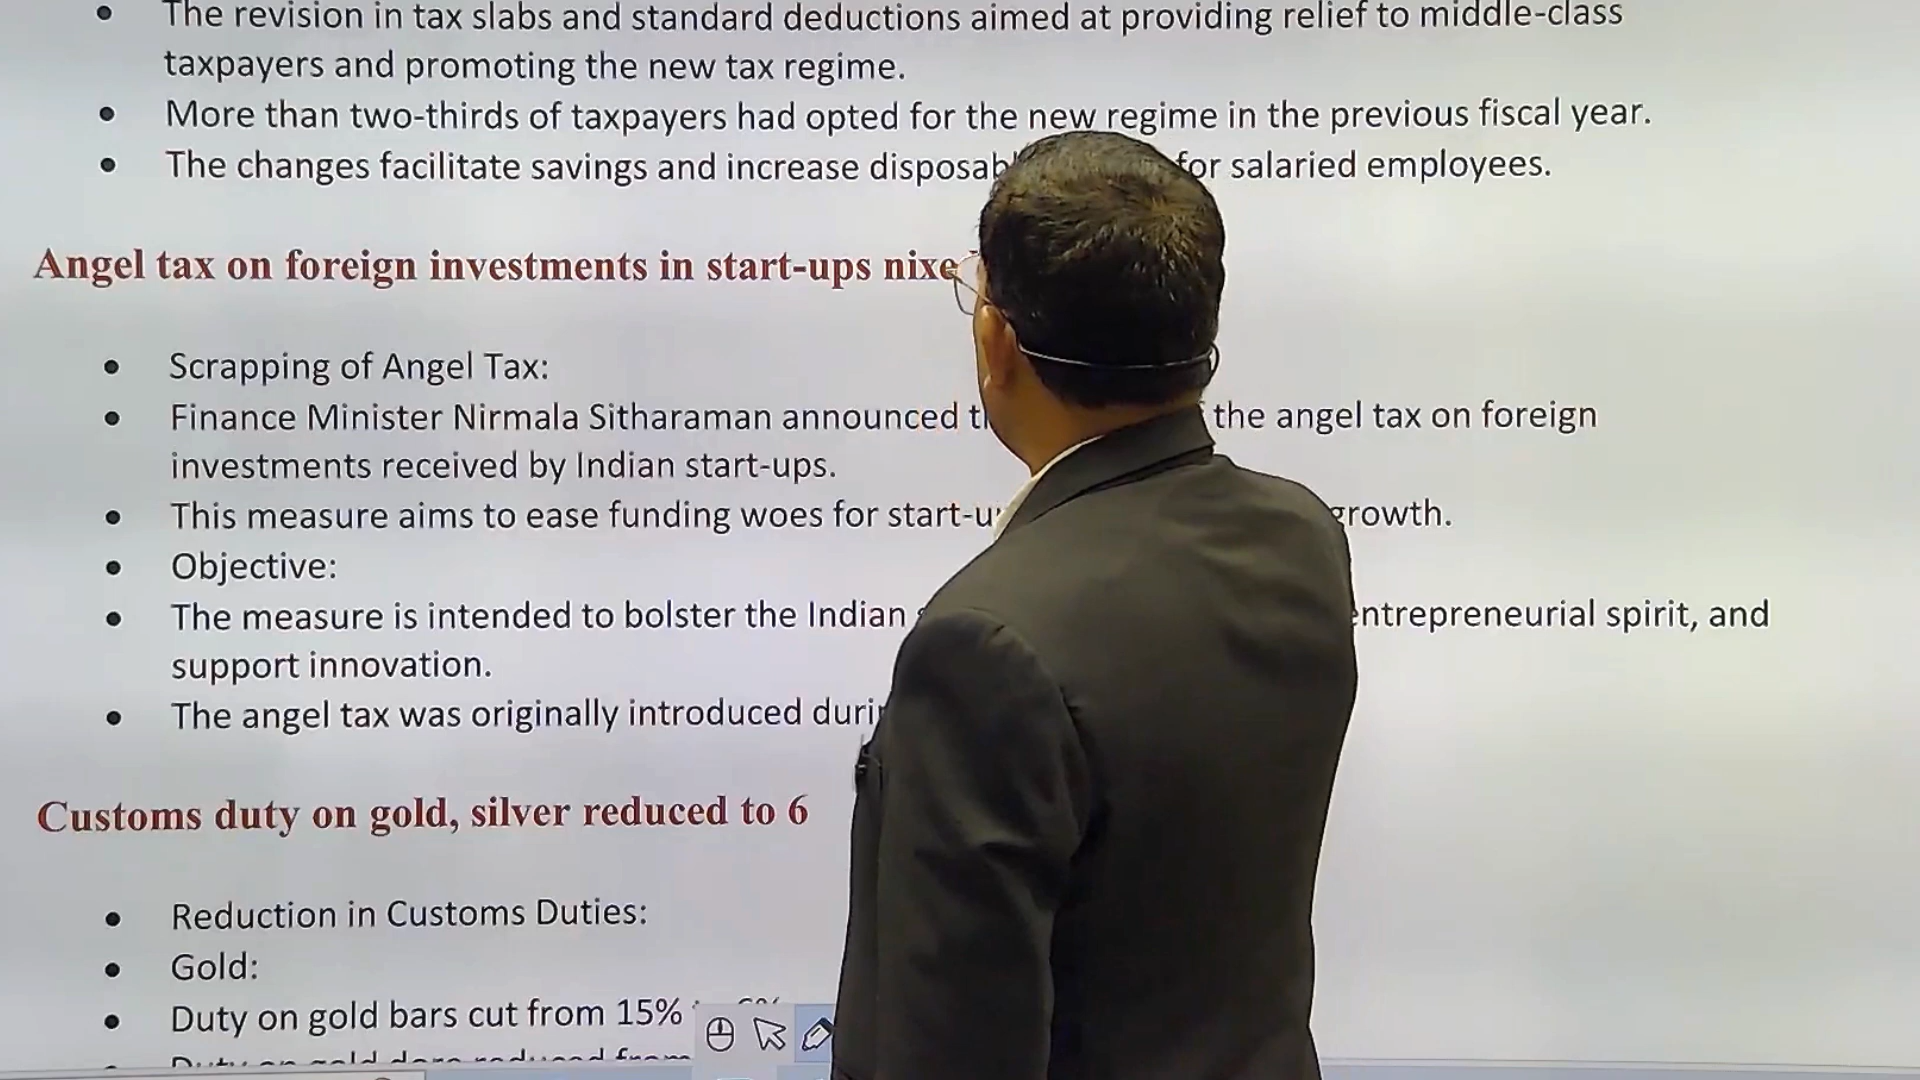 • The revision in tax slabs and standard deductions aimed at providing relief to middle-class
taxpayers and promoting the new tax regime.
• More than two-thirds of taxpayers had opted for the new regime in the previous fiscal year.
• The changes facilitate savings and increase for salaried employees.
Angel tax on foreign investments in start-ups
• Scrapping of Angel Tax:
• Finance Minister Nirmala Sitharaman announced the angel tax on foreign
investments received by Indian start-ups.
• This measure aims to ease funding woes for growth.
• Objective:
• The measure is intended to bolster the Indian entrepreneurial spirit, and
support innovation.
• The angel tax was originally introduced
Customs duty on gold, silver reduced to 6
• Reduction in Customs Duties:
• Gold:
• Duty on gold bars cut from 15%